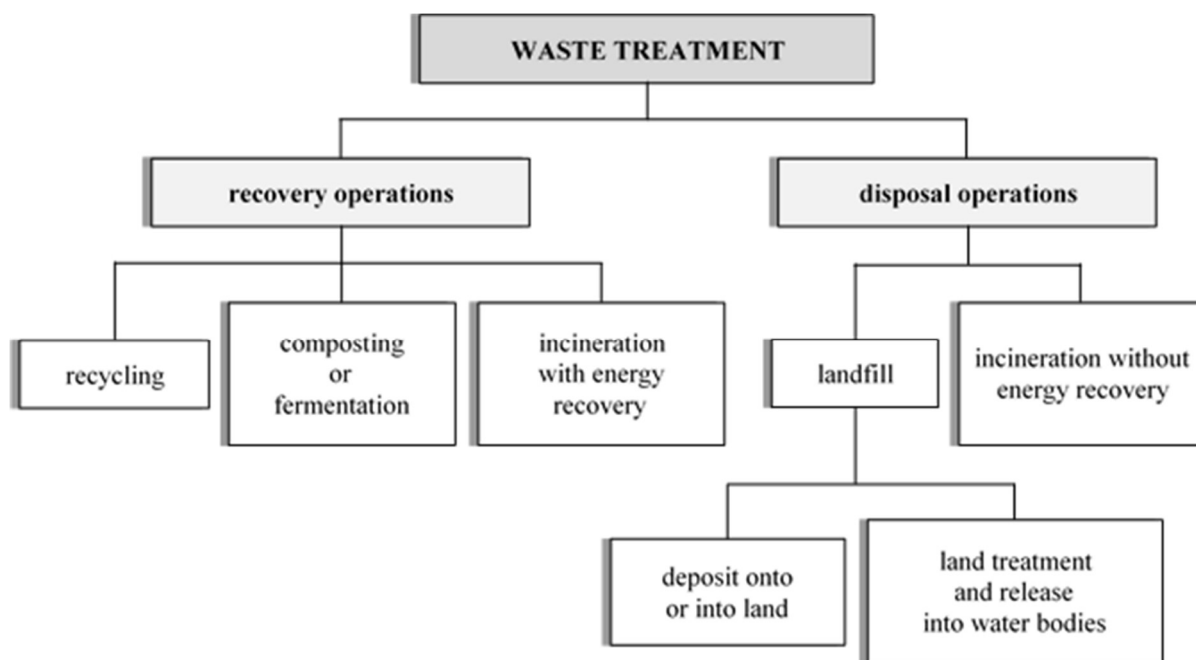 WASTE TREATMENT
recovery operations
disposal operations
recycling
composting
or
fermentation
incineration
with energy
recovery
landfill
incineration without
energy recovery
deposit onto
or into land
land treatment
and release
into water bodies